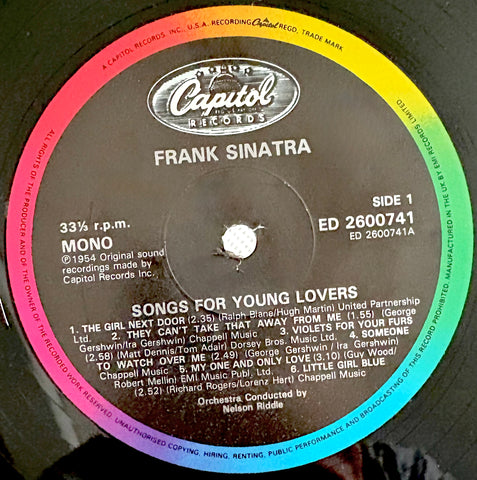 A CAPITOL RECORDS, INC., U.S.A. RECORDING Capitol REGD. TRADE MARK
Capitol
RECORDS
FRANK SINATRA
33⅓ r.p.m.
MONO
℗1954 Original sound
recordings made by
Capitol Records Inc.
SIDE 1
ED 2600741
ED 2600741A
SONGS FOR YOUNG LOVERS
1. THE GIRL NEXT DOOR (2.35) (Ralph Blane/Hugh Martin) United Partnership
Ltd. 2. THEY CAN'T TAKE THAT AWAY FROM ME (1.55) (George
Gershwin/Ira Gershwin) Chappell Music 3. VIOLETS FOR YOUR FURS
(2.58) (Matt Dennis/Tom Adair) Dorsey Bros. Music Ltd. 4. SOMEONE
TO WATCH OVER ME (2.49) (George Gershwin / Ira Gershwin)
Chappell Music 5. MY ONE AND ONLY LOVE (3.10) (Guy Wood/
Robert Mellin) EMI Music Publ. Ltd. 6. LITTLE GIRL BLUE
(2.52) (Richard Rogers/Lorenz Hart) Chappell Music
Orchestra Conducted by
Nelson Riddle
ALL RIGHTS OF THE PRODUCER AND OF THE OWNER OF THE RECORDED WORK RESERVED. UNAUTHORISED COPYING, HIRING, RENTING, PUBLIC PERFORMANCE AND BROADCASTING OF THIS RECORD PROHIBITED. MANUFACTURED IN THE U.K. BY EMI RECORDS LIMITED